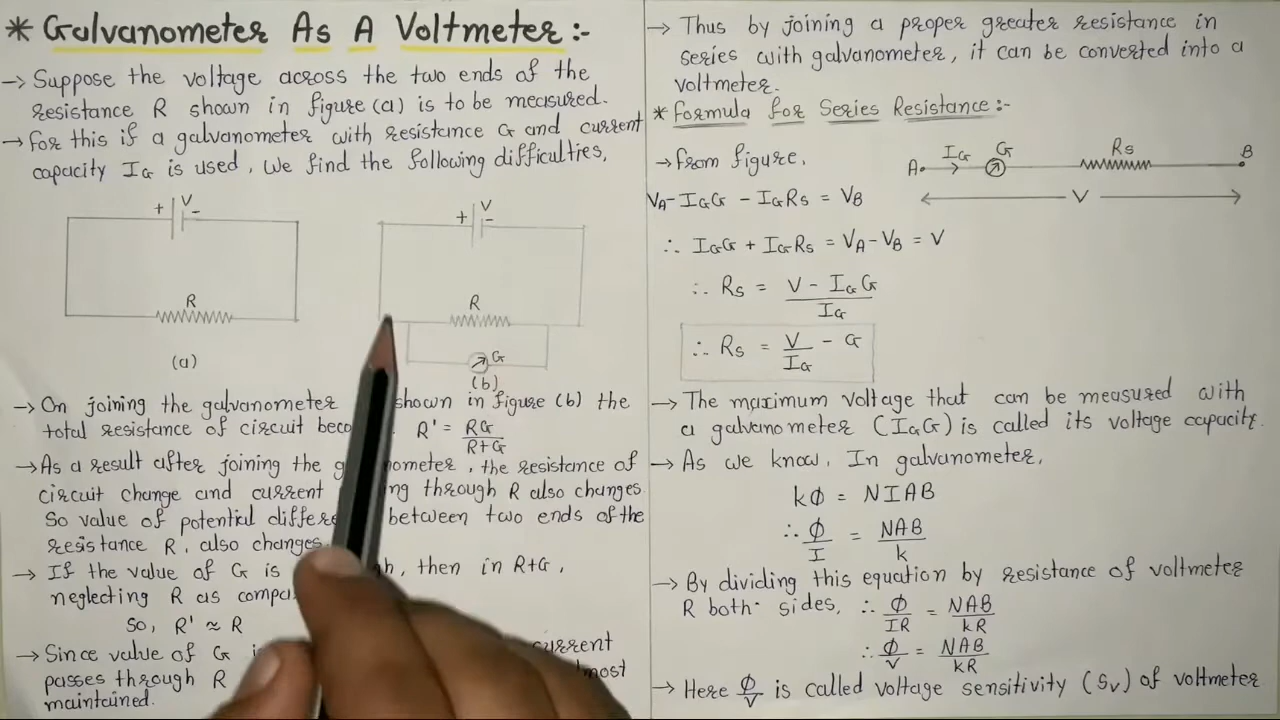 * Galvanometer As A Voltmeter :-
→ Suppose the voltage across the two ends of the
resistance R shown in figure (a) is to be measured.
→ For this if a galvanometer with resistance G and current
capacity IG is used, We find the following difficulties,
+ V -
R
(a)
+ V -
R
G
(b)
→ On joining the galvanometer shown in figure (b) the
total resistance of circuit R' = RG / R+G
→ As a result after joining the , the resistance of
circuit change and current through R also changes
So value of potential between two ends of the
resistance R, also changes.
→ If the value of G is , then in R+G,
neglecting R as
So, R' ≈ R
→ Since value of G current
passes through R
maintained.
→ Thus by joining a proper greater resistance in
series with galvanometer, it can be converted into a
voltmeter.
* Formula for Series Resistance :-
→ From figure,
A IG G Rs B
V
VA - IGG - IGRs = VB
∴ IGG + IGRs = VA - VB = V
∴ Rs = V - IGG / IG
∴ Rs = V / IG - G
→ The maximum voltage that can be measured with
a galvanometer (IGG) is called its voltage capacity.
→ As we know, In galvanometer,
kΦ = NIAB
∴ Φ / I = NAB / k
→ By dividing this equation by resistance of voltmeter
R both sides, ∴ Φ / IR = NAB / kR
∴ Φ / V = NAB / kR
→ Here Φ / V is called voltage sensitivity (Sv) of voltmeter